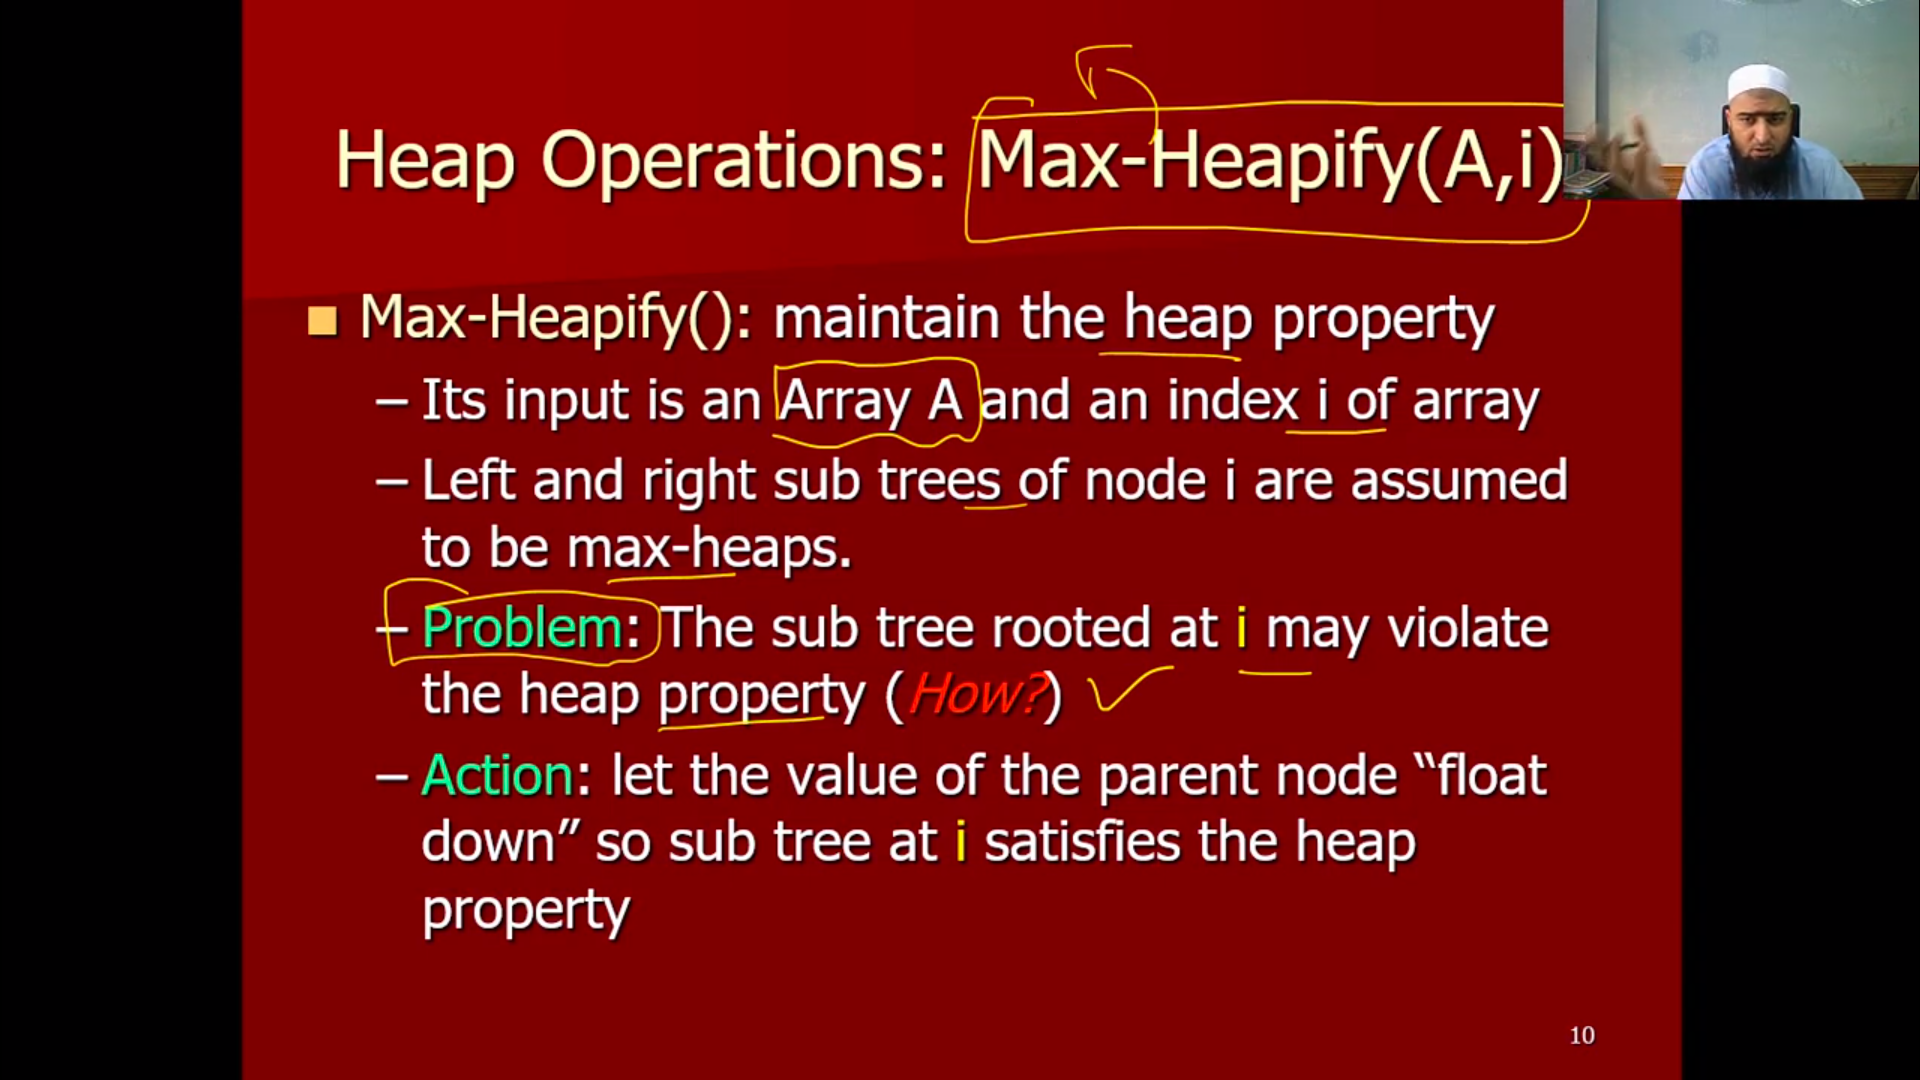 Heap Operations: Max-Heapify(A,i)
■ Max-Heapify(): maintain the heap property
– Its input is an Array A and an index i of array
– Left and right sub trees of node i are assumed
to be max-heaps.
– Problem: The sub tree rooted at i may violate
the heap property (How?)
– Action: let the value of the parent node “float
down” so sub tree at i satisfies the heap
property
10